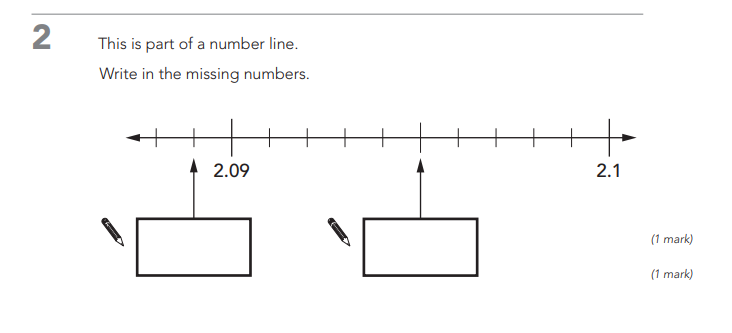 2
This is part of a number line.
Write in the missing numbers.
2.09
2.1
(1 mark)
(1 mark)